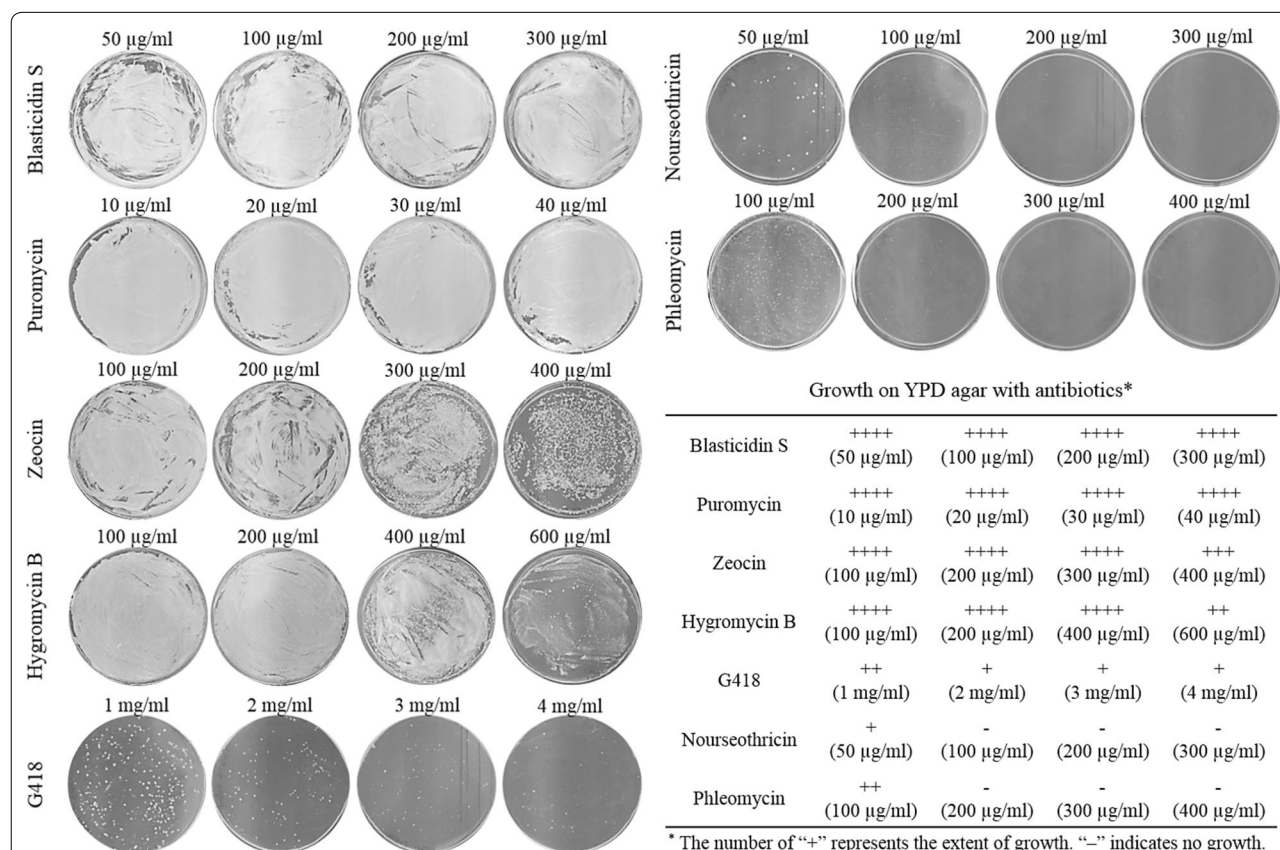 50 µg/ml 100 µg/ml 200 µg/ml 300 µg/ml
Blasticidin S
10 µg/ml 20 µg/ml 30 µg/ml 40 µg/ml
Puromycin
100 µg/ml 200 µg/ml 300 µg/ml 400 µg/ml
Zeocin
100 µg/ml 200 µg/ml 400 µg/ml 600 µg/ml
Hygromycin B
1 mg/ml 2 mg/ml 3 mg/ml 4 mg/ml
G418
50 µg/ml 100 µg/ml 200 µg/ml 300 µg/ml
Nourseothricin
100 µg/ml 200 µg/ml 300 µg/ml 400 µg/ml
Phleomycin
Growth on YPD agar with antibiotics*
Blasticidin S
++++ ++++ ++++ ++++
(50 µg/ml) (100 µg/ml) (200 µg/ml) (300 µg/ml)
Puromycin
++++ ++++ ++++ ++++
(10 µg/ml) (20 µg/ml) (30 µg/ml) (40 µg/ml)
Zeocin
++++ ++++ ++++ +++
(100 µg/ml) (200 µg/ml) (300 µg/ml) (400 µg/ml)
Hygromycin B
++++ ++++ ++++ ++
(100 µg/ml) (200 µg/ml) (400 µg/ml) (600 µg/ml)
G418
++ + + +
(1 mg/ml) (2 mg/ml) (3 mg/ml) (4 mg/ml)
Nourseothricin
+ - - -
(50 µg/ml) (100 µg/ml) (200 µg/ml) (300 µg/ml)
Phleomycin
++ - - -
(100 µg/ml) (200 µg/ml) (300 µg/ml) (400 µg/ml)
* The number of “+” represents the extent of growth. “–” indicates no growth.